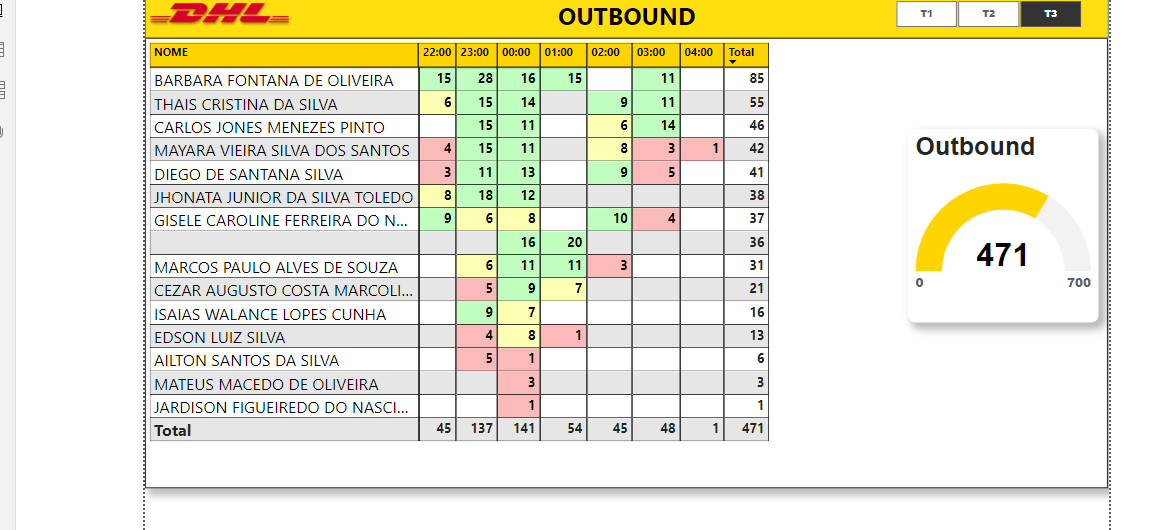 DHL OUTBOUND T1 T2 T3
NOME 22:00 23:00 00:00 01:00 02:00 03:00 04:00 Total
BARBARA FONTANA DE OLIVEIRA 15 28 16 15 11 85
THAIS CRISTINA DA SILVA 6 15 14 9 11 55
CARLOS JONES MENEZES PINTO 15 11 6 14 46
MAYARA VIEIRA SILVA DOS SANTOS 4 15 11 8 3 1 42
DIEGO DE SANTANA SILVA 3 11 13 9 5 41
JHONATA JUNIOR DA SILVA TOLEDO 8 18 12 38
GISELE CAROLINE FERREIRA DO N... 9 6 8 10 4 37
16 20 36
MARCOS PAULO ALVES DE SOUZA 6 11 11 3 31
CEZAR AUGUSTO COSTA MARCOLI... 5 9 7 21
ISAIAS WALANCE LOPES CUNHA 9 7 16
EDSON LUIZ SILVA 4 8 1 13
AILTON SANTOS DA SILVA 5 1 6
MATEUS MACEDO DE OLIVEIRA 3 3
JARDISON FIGUEIREDO DO NASCI... 1 1
Total 45 137 141 54 45 48 1 471
Outbound
471
0 700